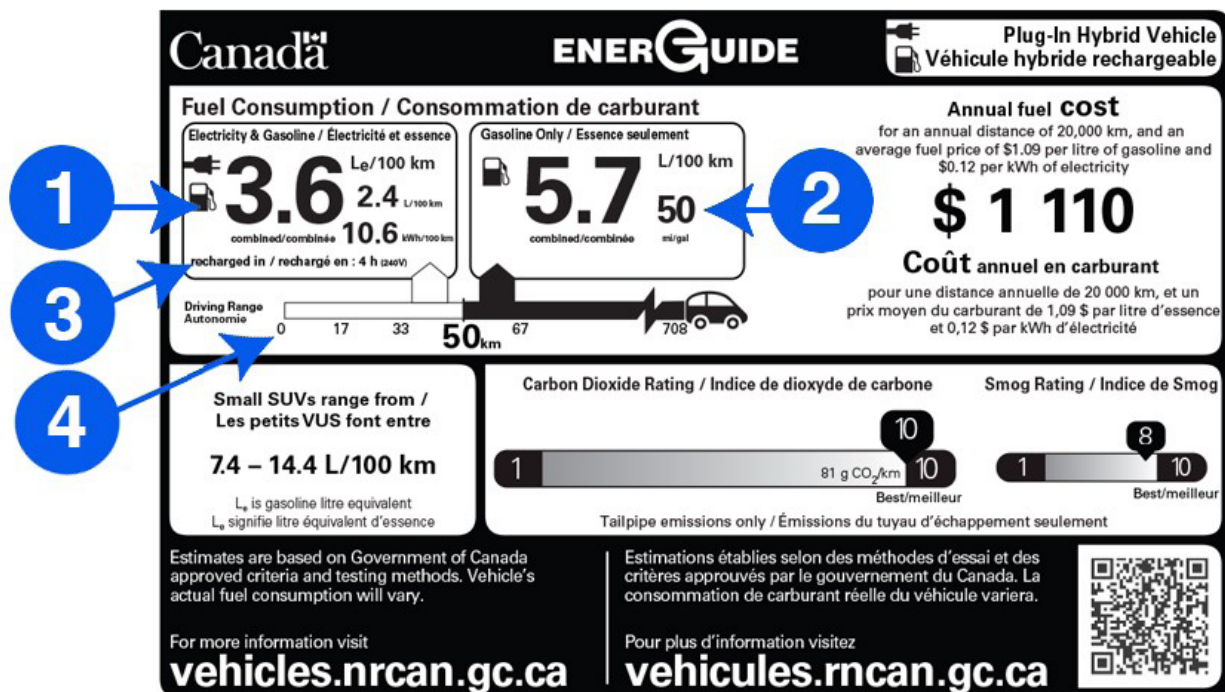 Canada
ENERGUIDE
Plug-In Hybrid Vehicle
Véhicule hybride rechargeable
Fuel Consumption / Consommation de carburant
Electricity & Gasoline / Électricité et essence
3.6
Le/100 km
2.4 L/100 km
10.6 kWh/100 km
combined/combinée
recharged in / rechargé en : 4 h (240V)
Gasoline Only / Essence seulement
5.7
L/100 km
50
mi/gal
combined/combinée
Annual fuel cost
for an annual distance of 20,000 km, and an
average fuel price of $1.09 per litre of gasoline and
$0.12 per kWh of electricity
$ 1 110
Coût annuel en carburant
pour une distance annuelle de 20 000 km, et un
prix moyen du carburant de 1,09 $ par litre d'essence
et 0,12 $ par kWh d'électricité
1
2
3
4
Driving Range
Autonomie
0 17 33 50 km 67 708
Small SUVs range from /
Les petits VUS font entre
7.4 – 14.4 L/100 km
Le is gasoline litre equivalent
Le signifie litre équivalent d'essence
Carbon Dioxide Rating / Indice de dioxyde de carbone
10
1
81 g CO2/km
10
Best/meilleur
Smog Rating / Indice de Smog
8
1
10
Best/meilleur
Tailpipe emissions only / Émissions du tuyau d'échappement seulement
Estimates are based on Government of Canada
approved criteria and testing methods. Vehicle's
actual fuel consumption will vary.
For more information visit
vehicles.nrcan.gc.ca
Estimations établies selon des méthodes d'essai et des
critères approuvés par le gouvernement du Canada. La
consommation de carburant réelle du véhicule variera.
Pour plus d'information visitez
vehicules.rncan.gc.ca